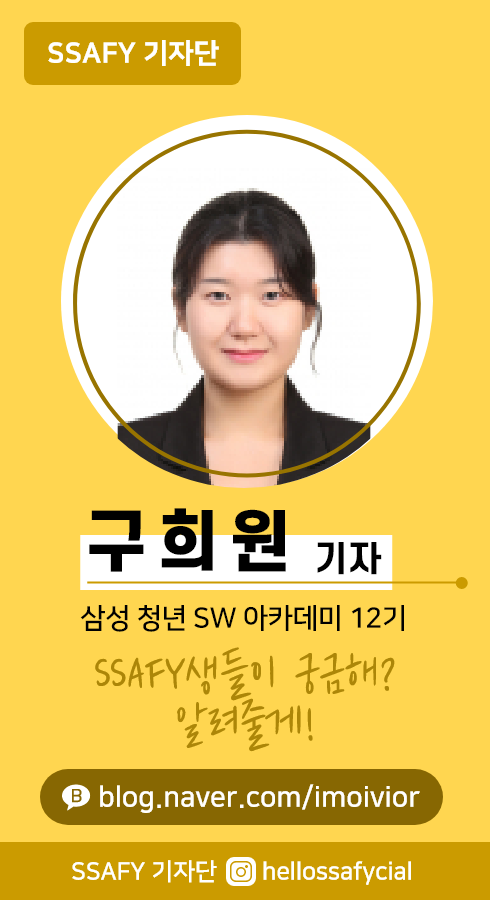 SSAFY 기자단
구희원 기자
삼성 청년 SW 아카데미 12기
SSAFY생들이 궁금해?
알려줄게!
B blog.naver.com/imoivior
SSAFY 기자단 hellossafycial